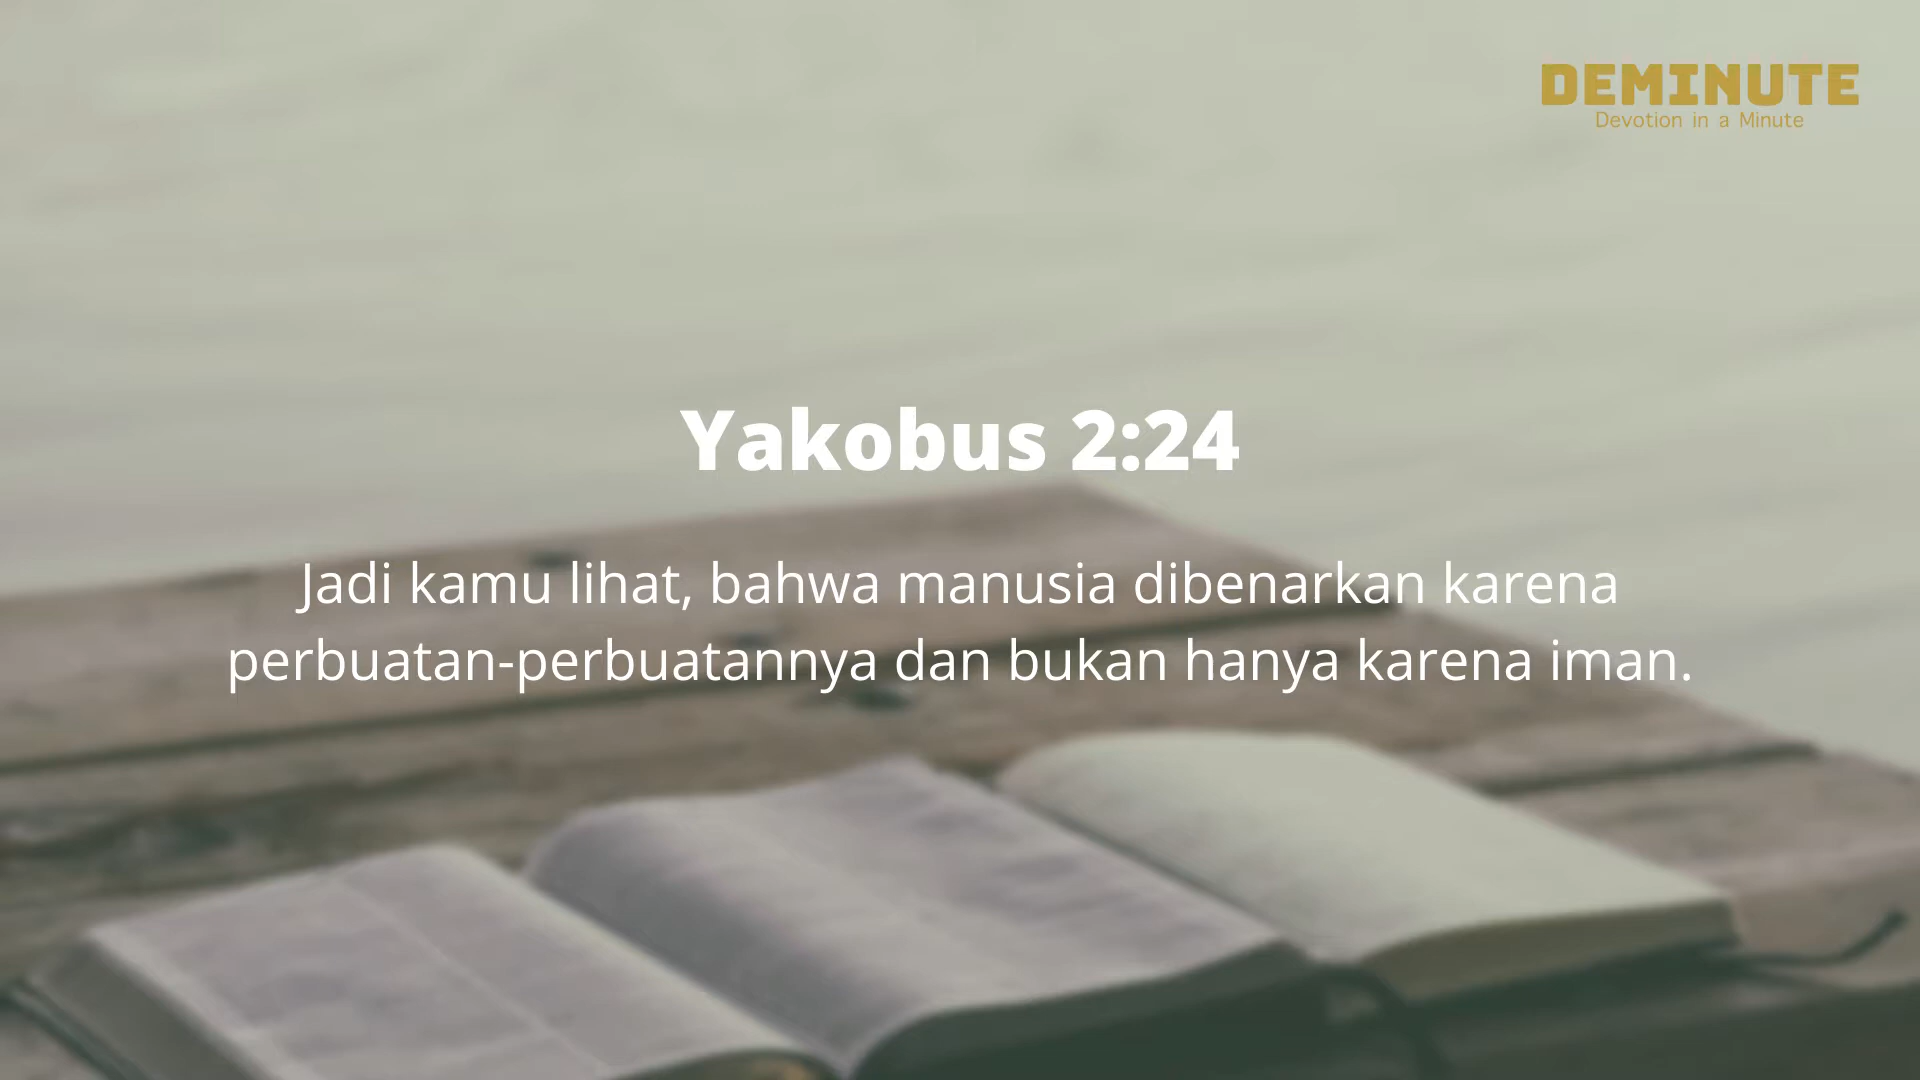 DEMINUTE
Devotion in a Minute
Yakobus 2:24
Jadi kamu lihat, bahwa manusia dibenarkan karena
perbuatan-perbuatannya dan bukan hanya karena iman.